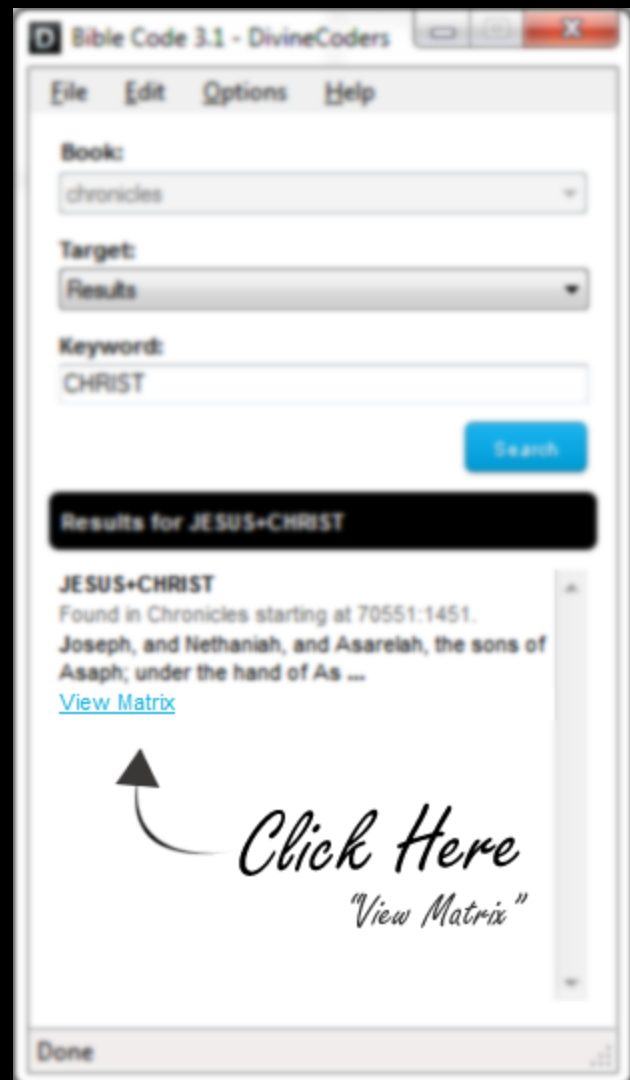 D Bible Code 3.1 - DivineCoders
File Edit Options Help
Book:
chronicles
Target:
Results
Keyword:
CHRIST
Search
Results for JESUS+CHRIST
JESUS+CHRIST
Found in Chronicles starting at 70551:1451.
Joseph, and Nethaniah, and Asarelah, the sons of
Asaph; under the hand of As ...
View Matrix
Click Here
"View Matrix"
Done